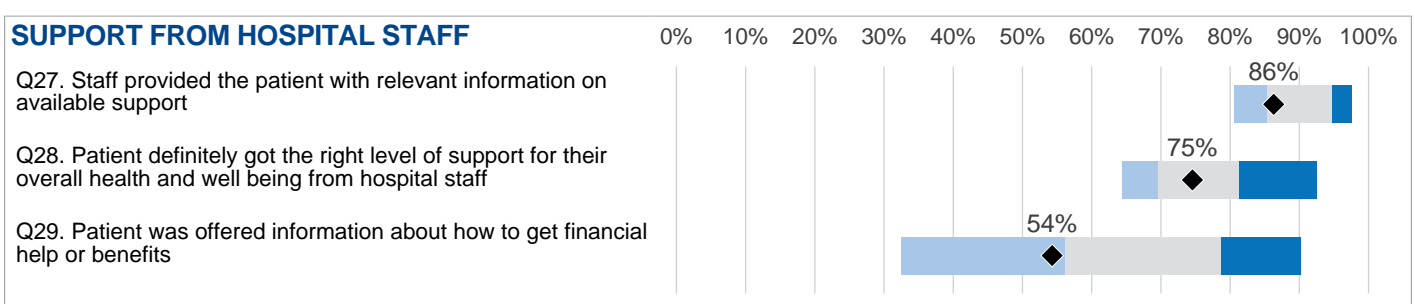 SUPPORT FROM HOSPITAL STAFF
0% 10% 20% 30% 40% 50% 60% 70% 80% 90% 100%
Q27. Staff provided the patient with relevant information on
available support
86%
Q28. Patient definitely got the right level of support for their
overall health and well being from hospital staff
75%
Q29. Patient was offered information about how to get financial
help or benefits
54%